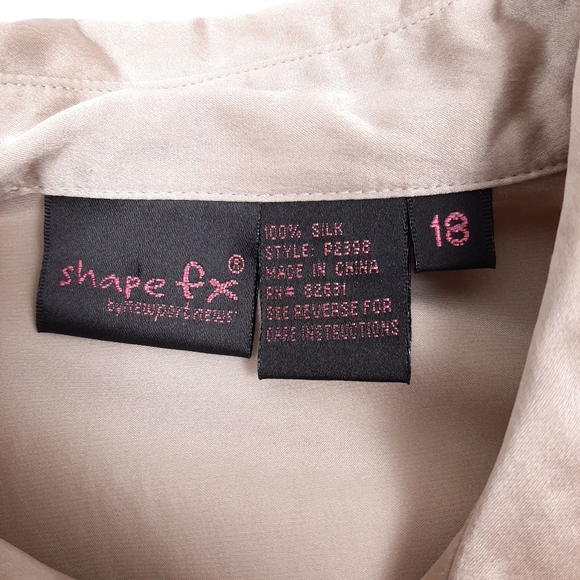 shape fx®
by newport news
100% SILK
STYLE: P2398
MADE IN CHINA
RN# 82631
SEE REVERSE FOR
CARE INSTRUCTIONS
18